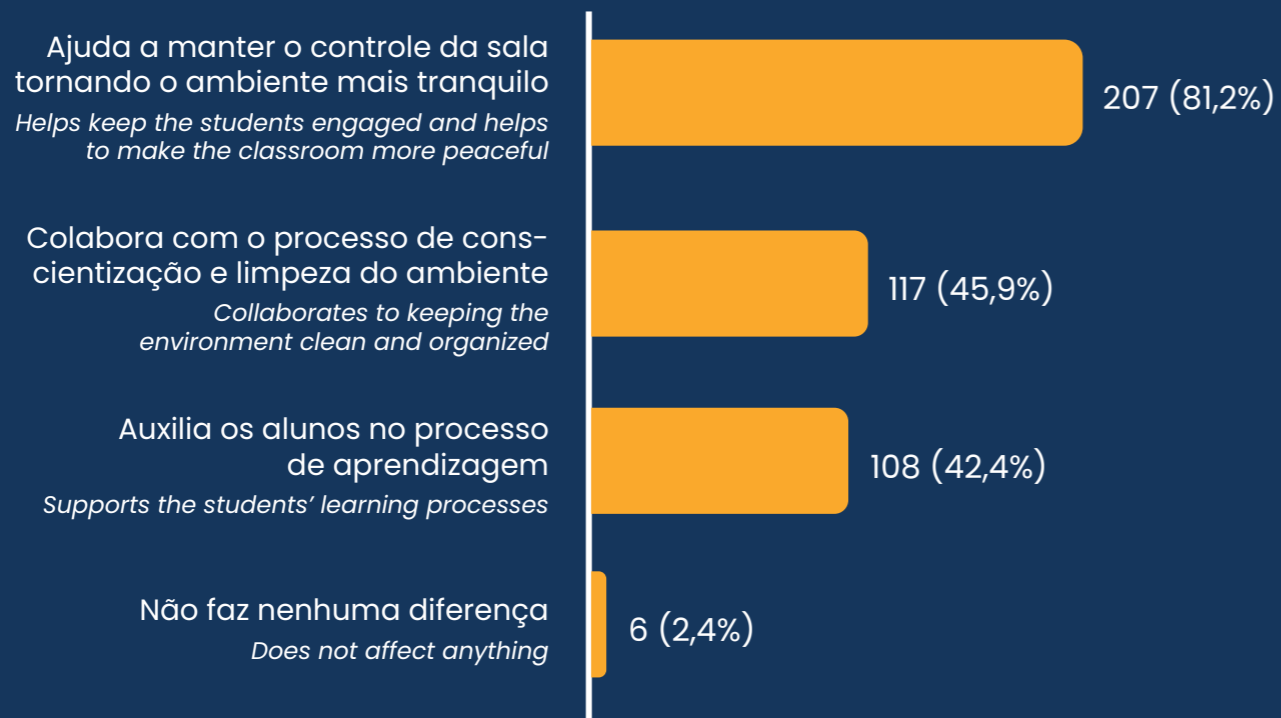 Ajuda a manter o controle da sala
tornando o ambiente mais tranquilo
Helps keep the students engaged and helps
to make the classroom more peaceful
207 (81,2%)
Colabora com o processo de cons-
cientização e limpeza do ambiente
Collaborates to keeping the
environment clean and organized
117 (45,9%)
Auxilia os alunos no processo
de aprendizagem
Supports the students’ learning processes
108 (42,4%)
Não faz nenhuma diferença
Does not affect anything
6 (2,4%)